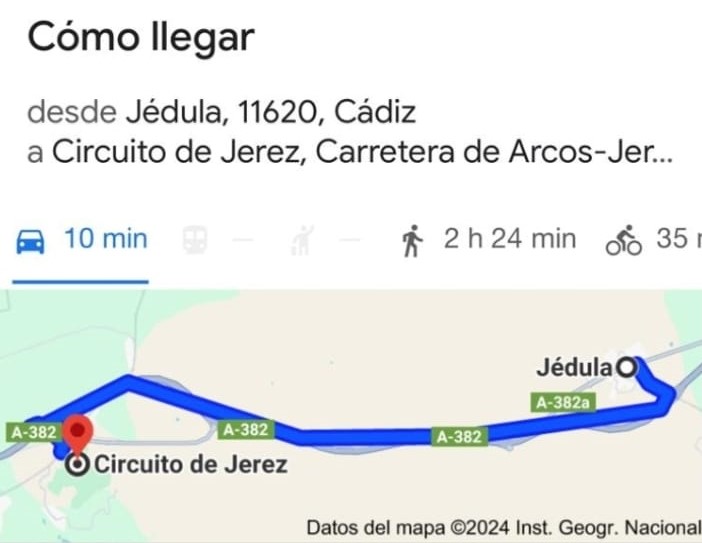 Cómo llegar
desde Jédula, 11620, Cádiz
a Circuito de Jerez, Carretera de Arcos-Jer...
10 min — — 2 h 24 min 35
Jédula
A-382a
A-382 A-382 A-382
Circuito de Jerez
Datos del mapa ©2024 Inst. Geogr. Nacional